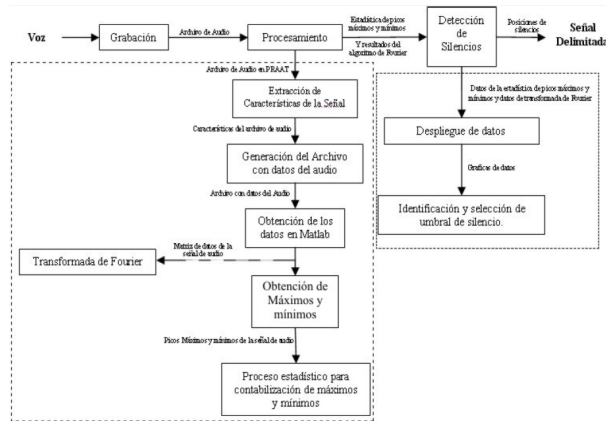 Voz
Grabación
Archivo de Audio
Procesamiento
Estadística de picos
máximos y mínimos
Y resultados del
algoritmo de Fourier
Detección
de
Silencios
Posiciones de
silencios
Señal
Delimitada
Archivo de Audio en PRAAT
Extracción de
Características de la Señal
Características del archivo de audio
Generación del Archivo
con datos del audio
Archivo con datos del Audio
Obtención de los
datos en Matlab
Matriz de datos de la
señal de audio
Transformada de Fourier
Obtención de
Máximos y
mínimos
Picos Máximos y mínimos de la señal de audio
Proceso estadístico para
contabilización de máximos
y mínimos
Datos de la estadística de picos máximos y
mínimos y datos de transformada de Fourier
Despliegue de datos
Graficas de datos
Identificación y selección de
umbral de silencio.